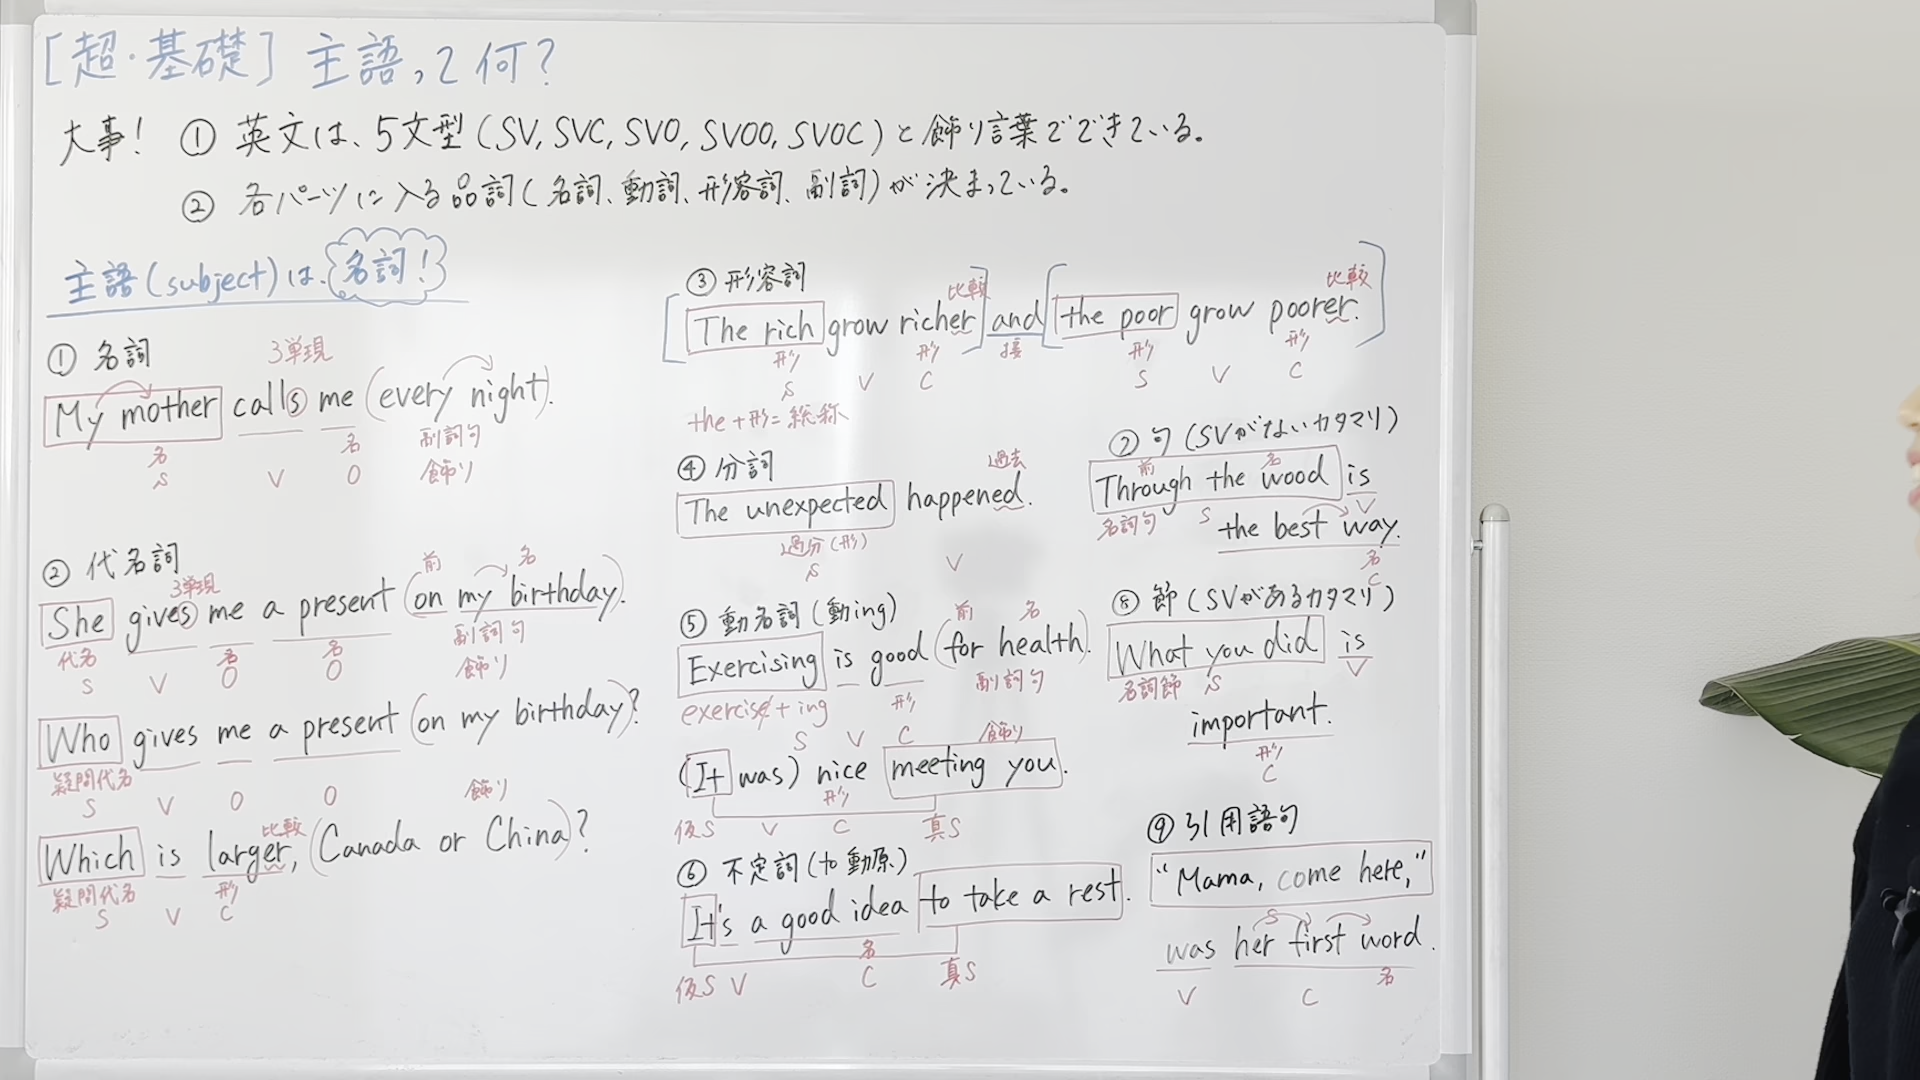 [超・基礎] 主語って何?
大事! ① 英文は、5文型(SV, SVC, SVO, SVOO, SVOC)と飾り言葉でできている。
② 各パーツに入る品詞(名詞、動詞、形容詞、副詞)が決まっている。
主語(subject)は、名詞!
① 名詞
3単現
My mother calls me (every night).
名 名 副詞句
S V O 飾り
② 代名詞
3単現 前 名
She gives me a present (on my birthday).
代名 名 名 副詞句
S V O O 飾り
Who gives me a present (on my birthday)?
疑問代名
S V O O 飾り
比較
Which is larger, (Canada or China)?
疑問代名 形
S V C
③ 形容詞
比較 比較
[The rich grow richer] and [the poor grow poorer.]
形 形 接 形 形
S V C S V C
the+形=総称
④ 分詞
過去
The unexpected happened.
過分(形)
S V
⑤ 動名詞(動ing)
前 名
Exercising is good (for health).
exercise+ing 形 副詞句
S V C 飾り
(It was) nice meeting you.
形
仮S V C 真S
⑥ 不定詞(to動原)
It's a good idea to take a rest.
名
仮S V C 真S
⑦ 句(SVがないカタマリ)
前 名
Through the wood is
名詞句 S V
the best way.
名
C
⑧ 節(SVがあるカタマリ)
What you did is
名詞節 S V
important.
形
C
⑨ 引用語句
"Mama, come here,"
S
was her first word.
名
V C